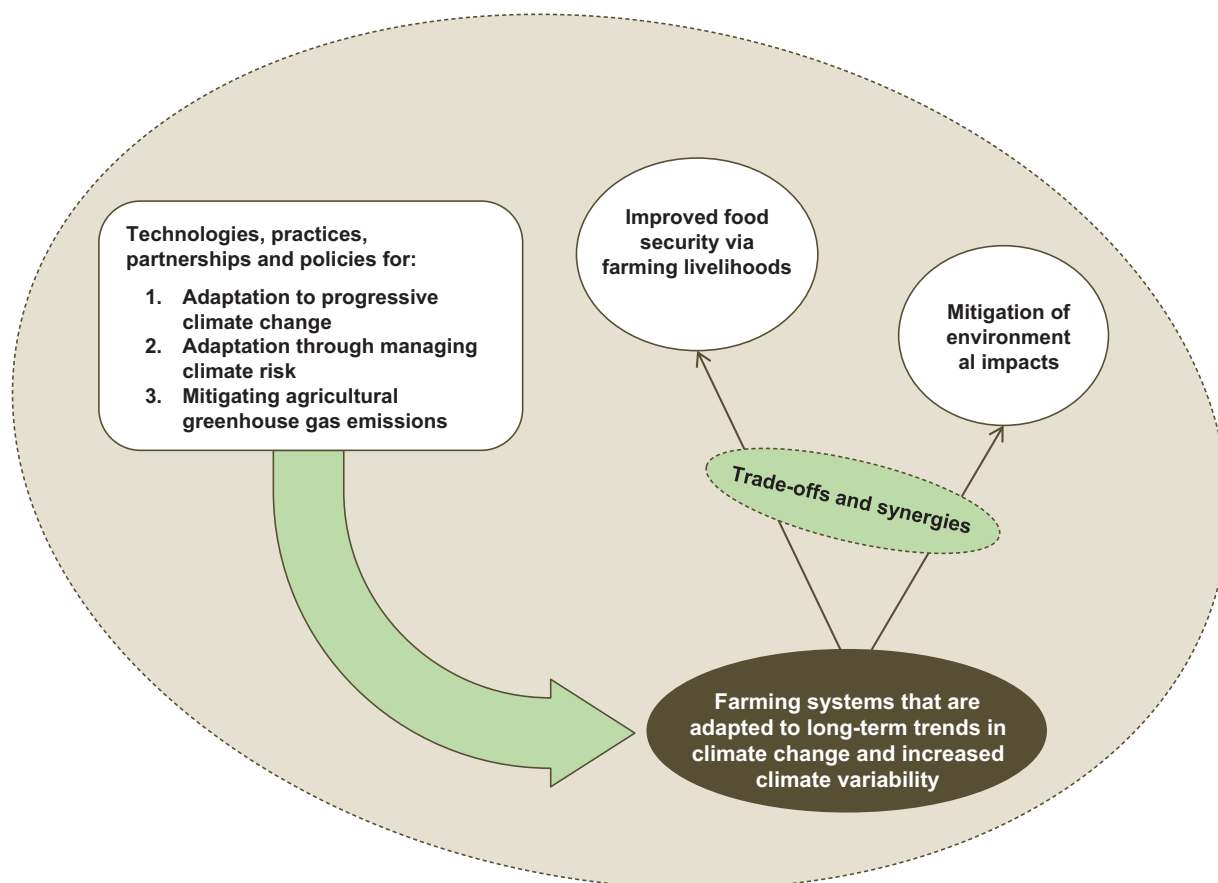 Technologies, practices,
partnerships and policies for:
1. Adaptation to progressive
climate change
2. Adaptation through managing
climate risk
3. Mitigating agricultural
greenhouse gas emissions
Improved food
security via
farming livelihoods
Mitigation of
environment
al impacts
Trade-offs and synergies
Farming systems that are
adapted to long-term trends in
climate change and increased
climate variability